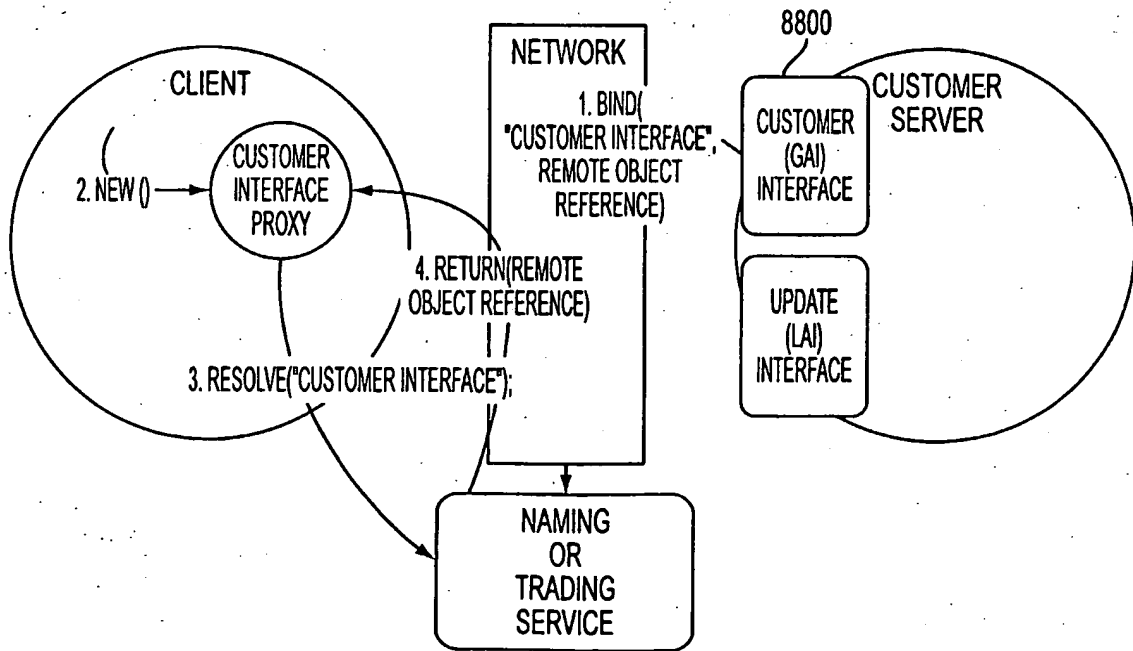 8800
NETWORK
CLIENT
1. BIND(
"CUSTOMER INTERFACE",
REMOTE OBJECT
REFERENCE)
CUSTOMER
(GAI)
INTERFACE
CUSTOMER
SERVER
2. NEW ()
CUSTOMER
INTERFACE
PROXY
4. RETURN(REMOTE
OBJECT REFERENCE)
UPDATE
(LAI)
INTERFACE
3. RESOLVE("CUSTOMER INTERFACE");
NAMING
OR
TRADING
SERVICE